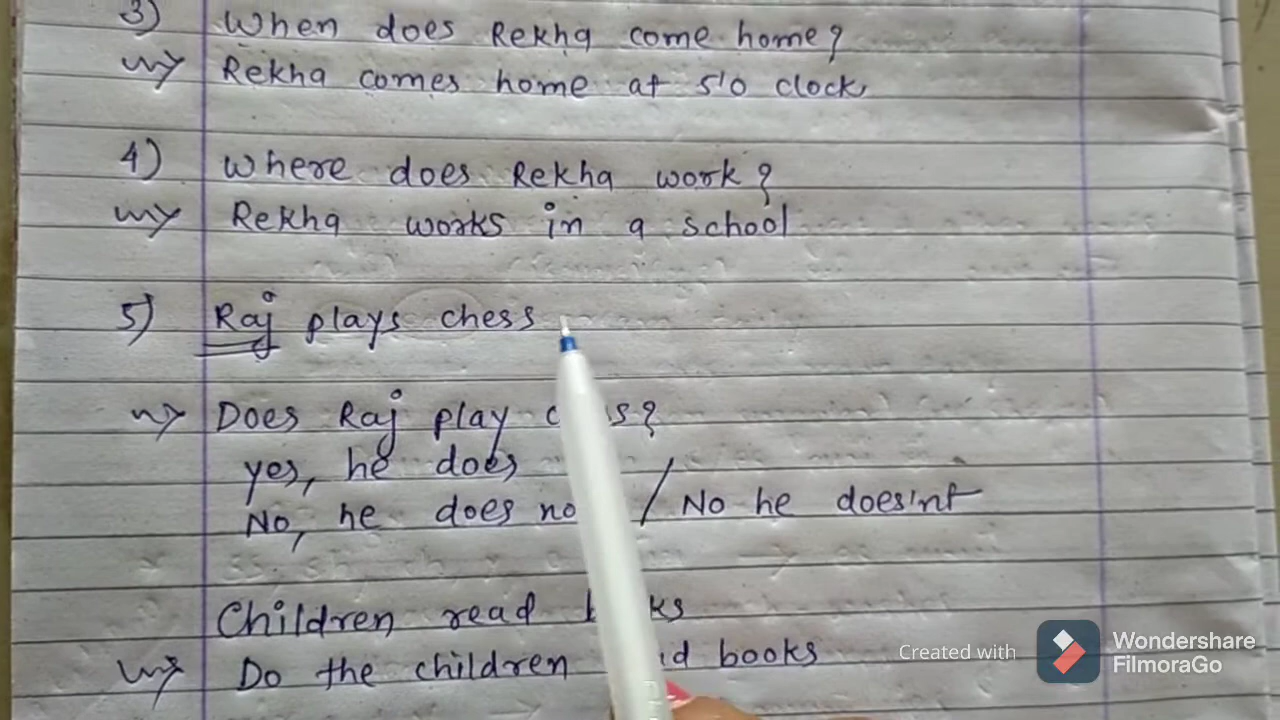 3) When does Rekha come home?
Rekha comes home at 5'O clock
4) Where does Rekha work?
Rekha works in a school
5) Raj plays chess
Does Raj play
yes, he does
No, he does / No he does'nt
Children read
Do the children books
Created with Wondershare FilmoraGo